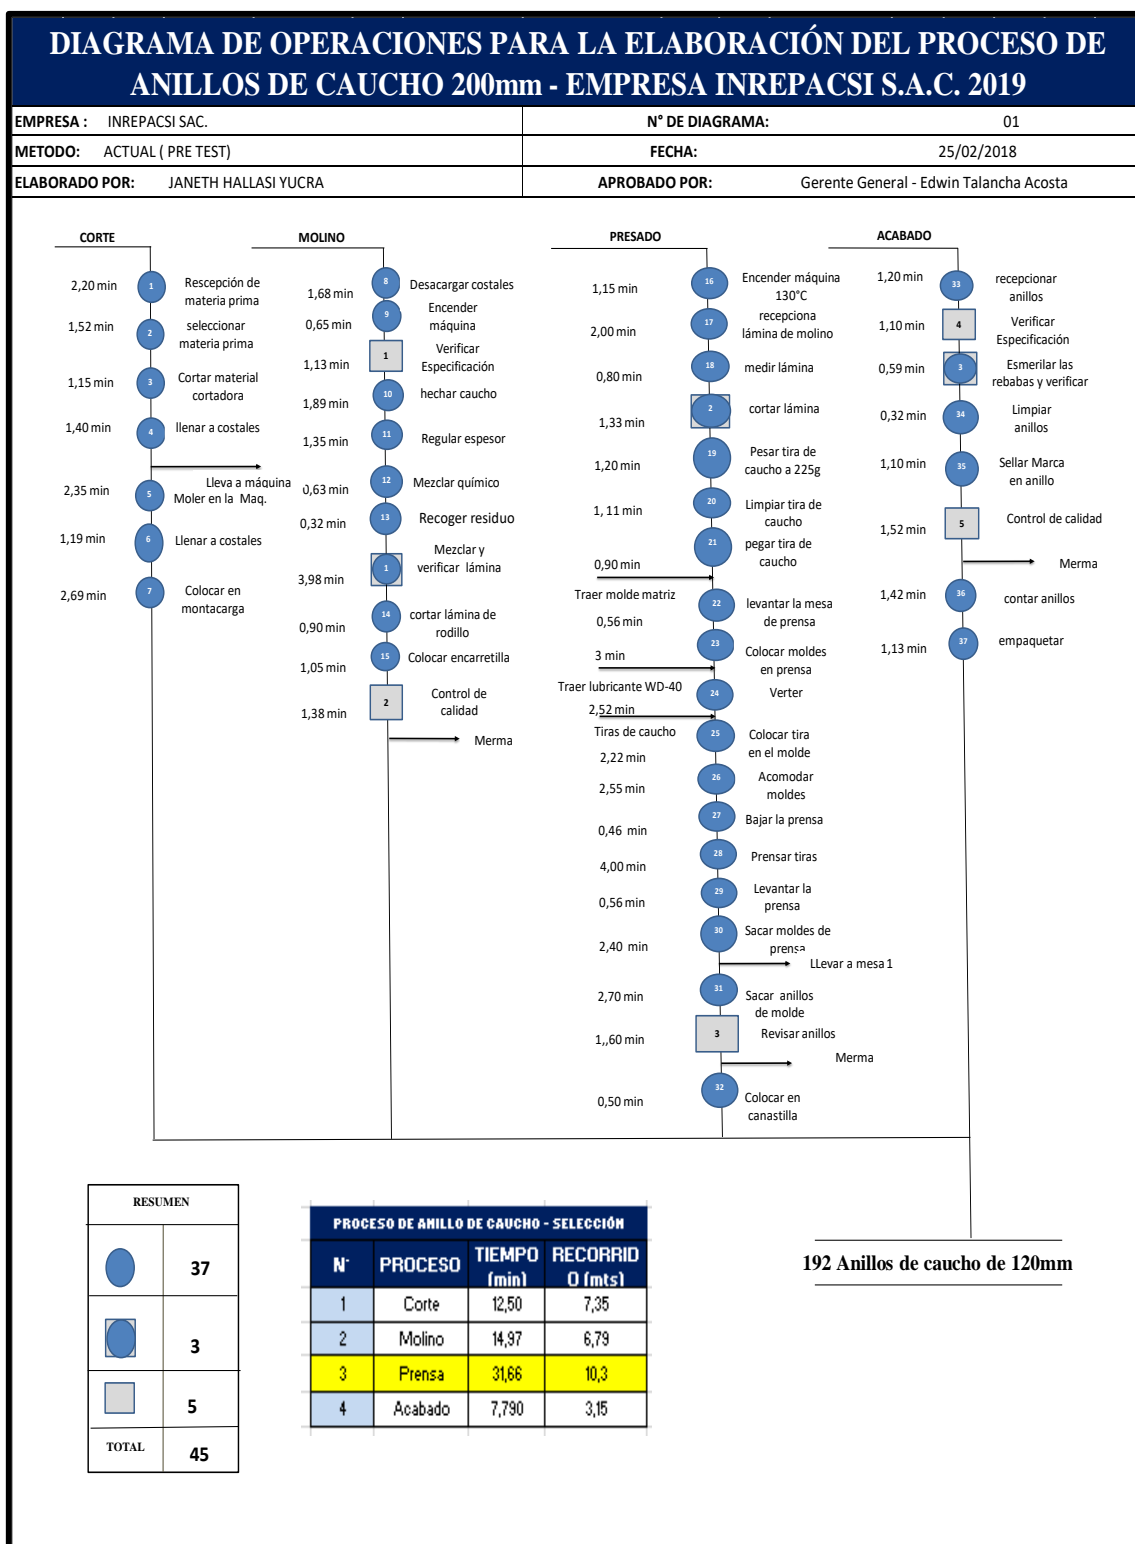 DIAGRAMA DE OPERACIONES PARA LA ELABORACIÓN DEL PROCESO DE
ANILLOS DE CAUCHO 200mm - EMPRESA INREPACSI S.A.C. 2019
EMPRESA : INREPACSI SAC.
N° DE DIAGRAMA: 01
METODO: ACTUAL ( PRE TEST)
FECHA: 25/02/2018
ELABORADO POR: JANETH HALLASI YUCRA
APROBADO POR: Gerente General - Edwin Talancha Acosta
CORTE
2,20 min 1 Rescepción de
materia prima
1,52 min 2 seleccionar
materia prima
1,15 min 3 Cortar material
cortadora
1,40 min 4 llenar a costales
Lleva a máquina
2,35 min 5 Moler en la Maq.
1,19 min 6 Llenar a costales
2,69 min 7 Colocar en
montacarga
MOLINO
1,68 min 8 Desacargar costales
0,65 min 9 Encender
máquina
1,13 min 1 Verificar
Especificación
1,89 min 10 hechar caucho
1,35 min 11 Regular espesor
0,63 min 12 Mezclar químico
0,32 min 13 Recoger residuo
3,98 min 1 Mezclar y
verificar lámina
0,90 min 14 cortar lámina de
rodillo
1,05 min 15 Colocar encarretilla
1,38 min 2 Control de
calidad
Merma
PRESADO
1,15 min 16 Encender máquina
130°C
2,00 min 17 recepciona
lámina de molino
0,80 min 18 medir lámina
1,33 min 2 cortar lámina
1,20 min 19 Pesar tira de
caucho a 225g
1, 11 min 20 Limpiar tira de
caucho
0,90 min 21 pegar tira de
caucho
Traer molde matriz
0,56 min 22 levantar la mesa
de prensa
3 min 23 Colocar moldes
en prensa
Traer lubricante WD-40
2,52 min 24 Verter
Tiras de caucho
2,22 min 25 Colocar tira
en el molde
2,55 min 26 Acomodar
moldes
0,46 min 27 Bajar la prensa
4,00 min 28 Prensar tiras
0,56 min 29 Levantar la
prensa
2,40 min 30 Sacar moldes de
prensa
LLevar a mesa 1
2,70 min 31 Sacar anillos
de molde
1,,60 min 3 Revisar anillos
Merma
0,50 min 32 Colocar en
canastilla
ACABADO
1,20 min 33 recepcionar
anillos
1,10 min 4 Verificar
Especificación
0,59 min 3 Esmerilar las
rebabas y verificar
0,32 min 34 Limpiar
anillos
1,10 min 35 Sellar Marca
en anillo
1,52 min 5 Control de calidad
Merma
1,42 min 36 contar anillos
1,13 min 37 empaquetar
192 Anillos de caucho de 120mm
RESUMEN
37
3
5
TOTAL 45
PROCESO DE ANILLO DE CAUCHO - SELECCIÓN
N° PROCESO TIEMPO (min) RECORRIDO (mts)
1 Corte 12,50 7,35
2 Molino 14,97 6,79
3 Prensa 31,66 10,3
4 Acabado 7,790 3,15